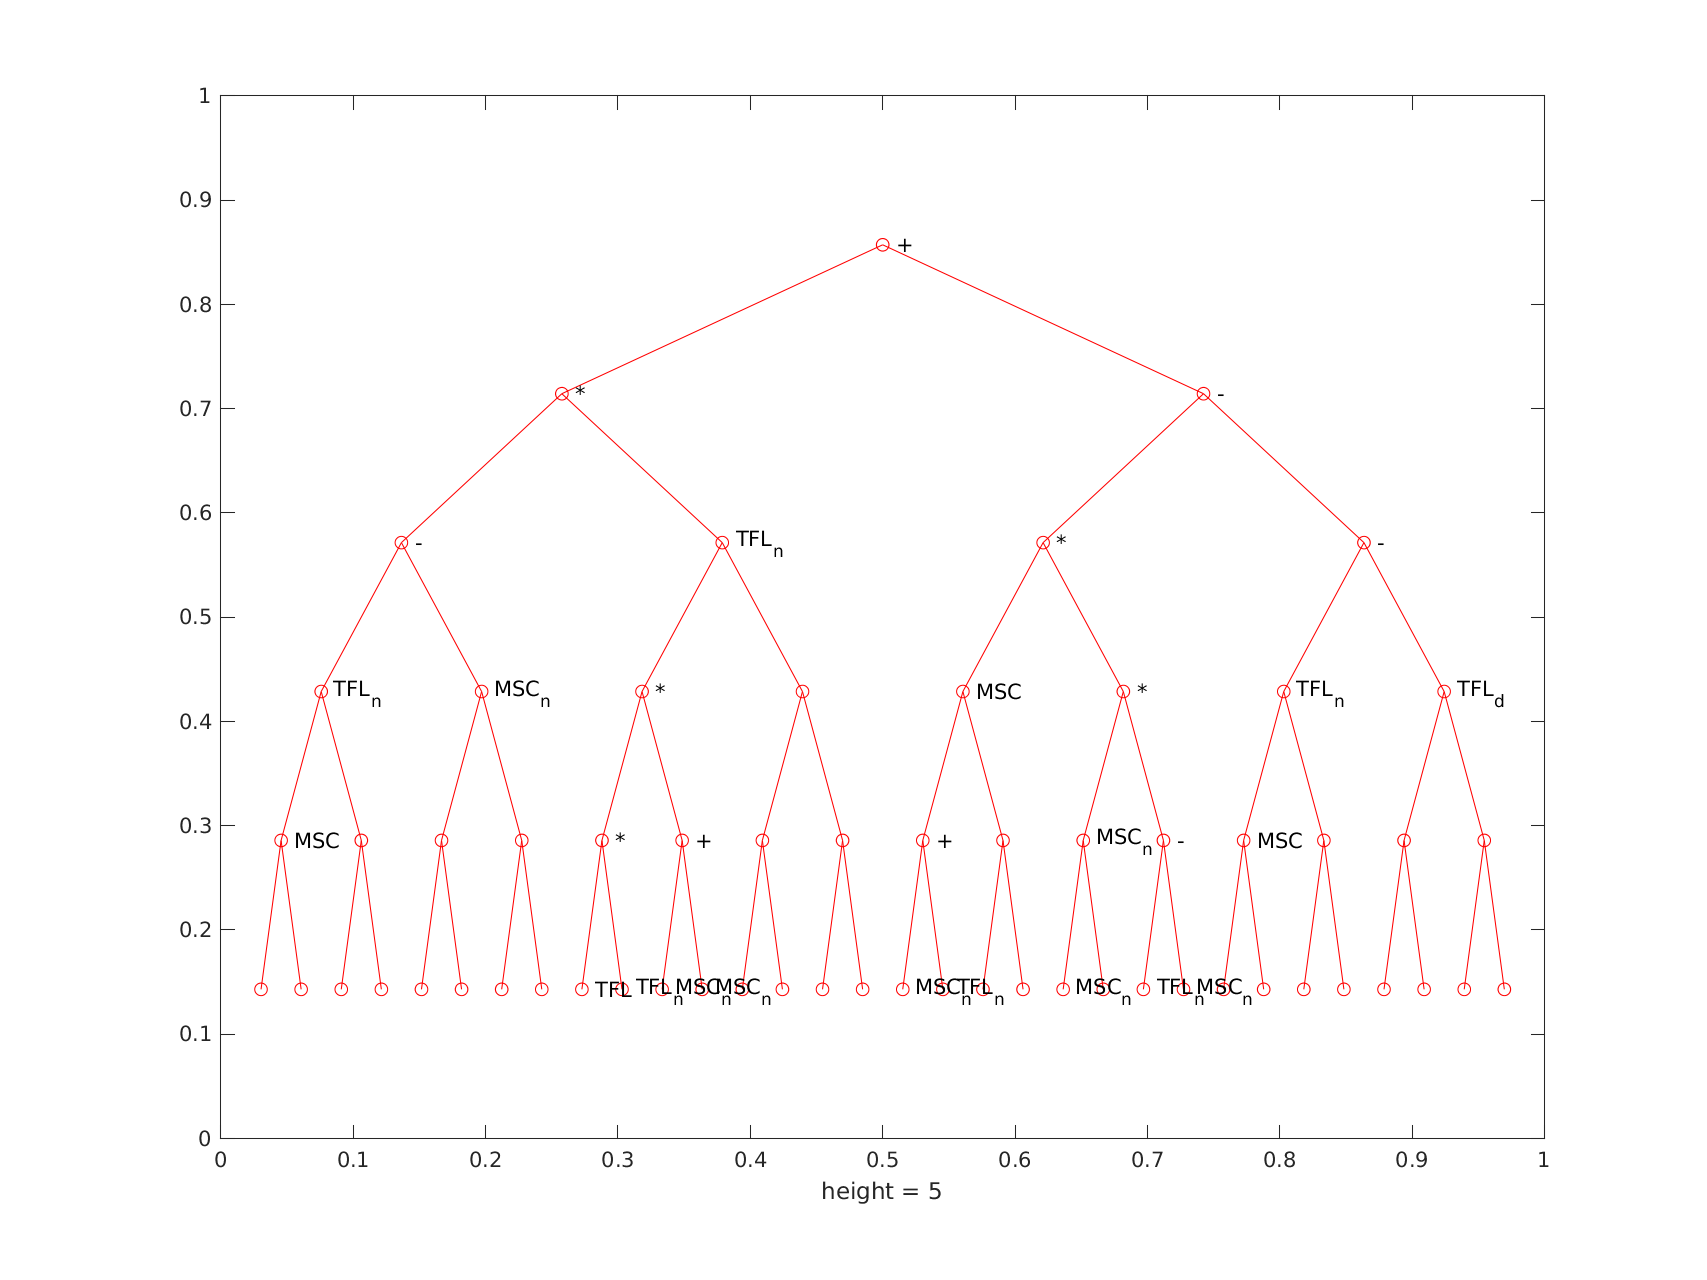 1
0.9
+
0.8
* -
0.7
0.6
- TFLn * -
0.5
TFLn MSCn * MSC * TFLn TFLd
0.4
0.3
MSC * + + MSCn - MSC
0.2
TFL TFLn MSCn MSCn MSCn TFLn MSCn TFLn MSCn
0.1
0
0 0.1 0.2 0.3 0.4 0.5 0.6 0.7 0.8 0.9 1
height = 5